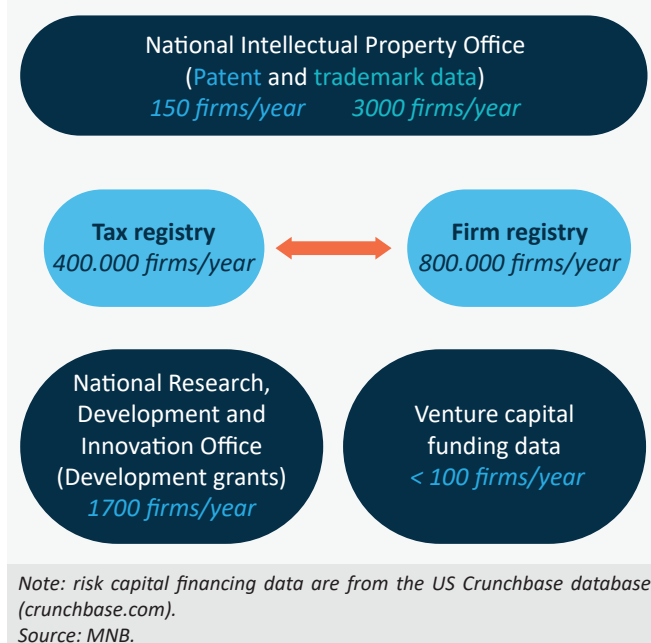 National Intellectual Property Office
(Patent and trademark data)
150 firms/year 3000 firms/year
Tax registry
400.000 firms/year
Firm registry
800.000 firms/year
National Research,
Development and
Innovation Office
(Development grants)
1700 firms/year
Venture capital
funding data
< 100 firms/year
Note: risk capital financing data are from the US Crunchbase database
(crunchbase.com).
Source: MNB.